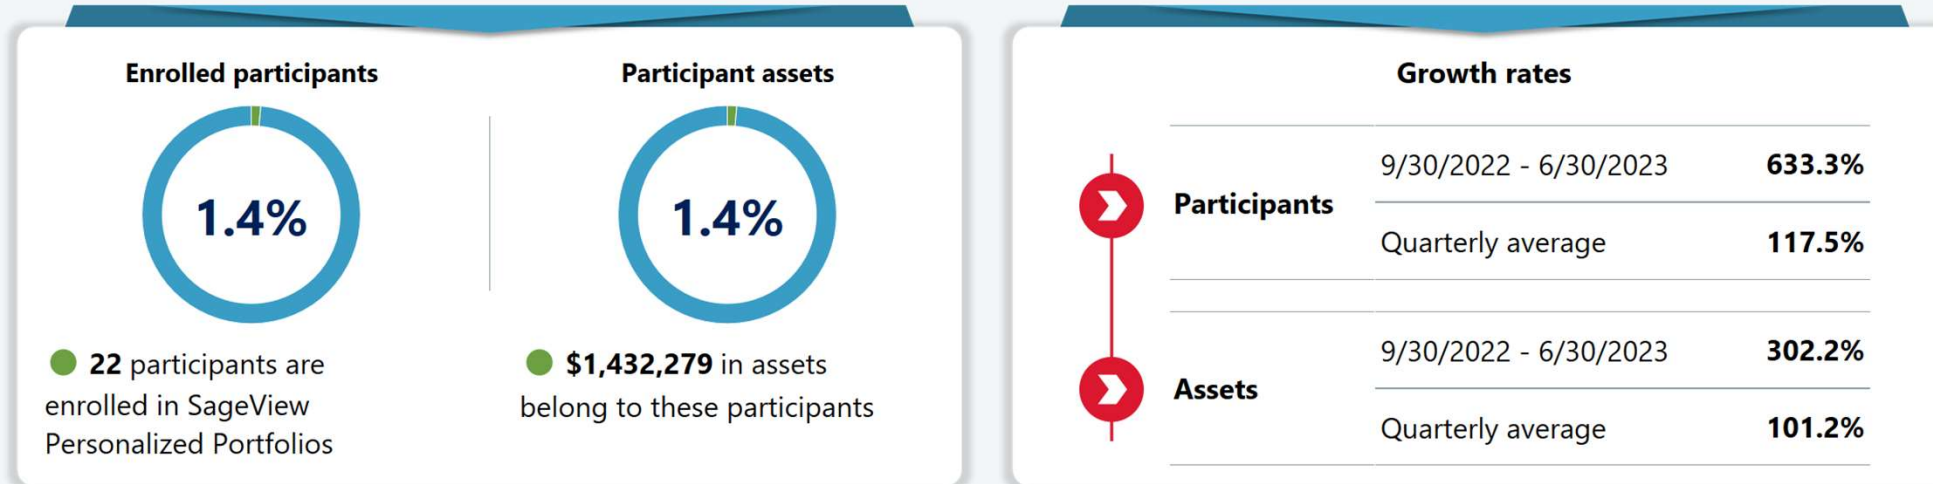 Enrolled participants
1.4%
22 participants are
enrolled in SageView
Personalized Portfolios
Participant assets
1.4%
$1,432,279 in assets
belong to these participants
Growth rates
Participants
9/30/2022 - 6/30/2023 633.3%
Quarterly average 117.5%
Assets
9/30/2022 - 6/30/2023 302.2%
Quarterly average 101.2%